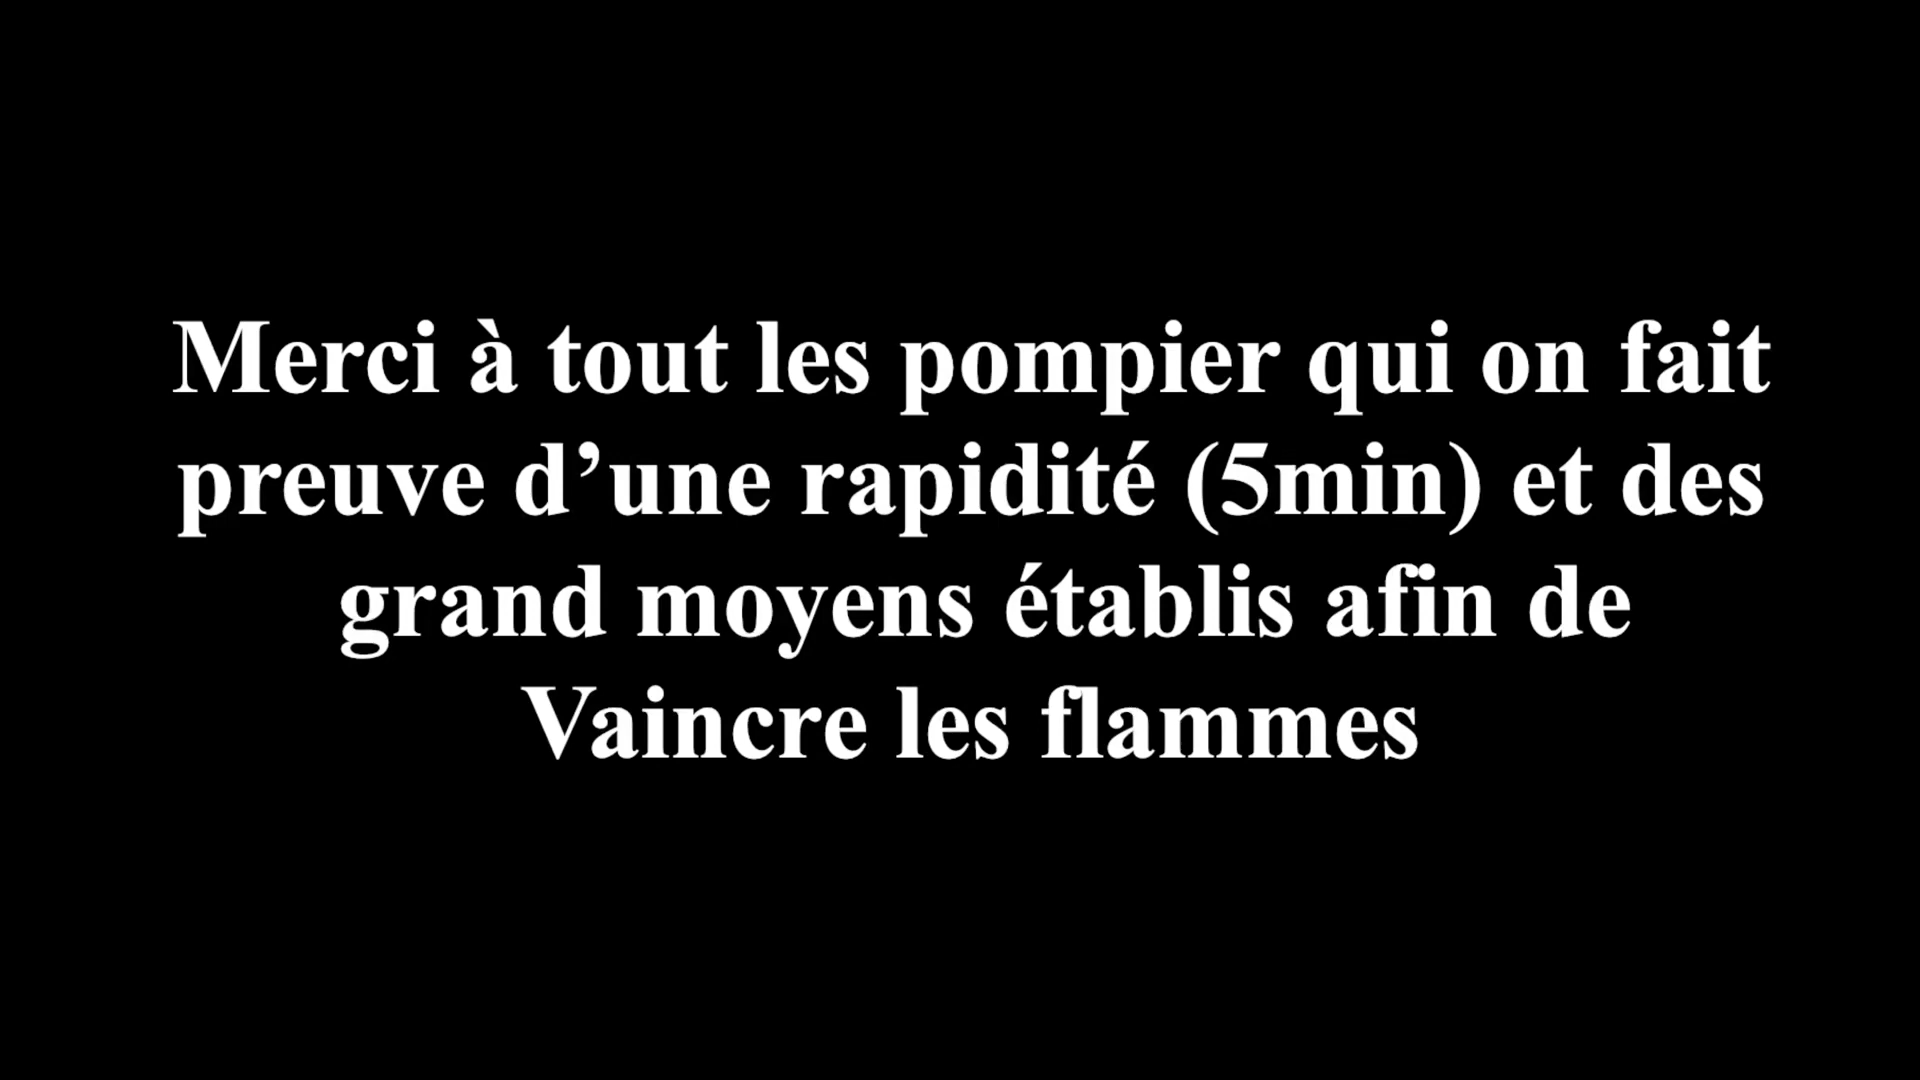 Merci à tout les pompier qui on fait
preuve d’une rapidité (5min) et des
grand moyens établis afin de
Vaincre les flammes